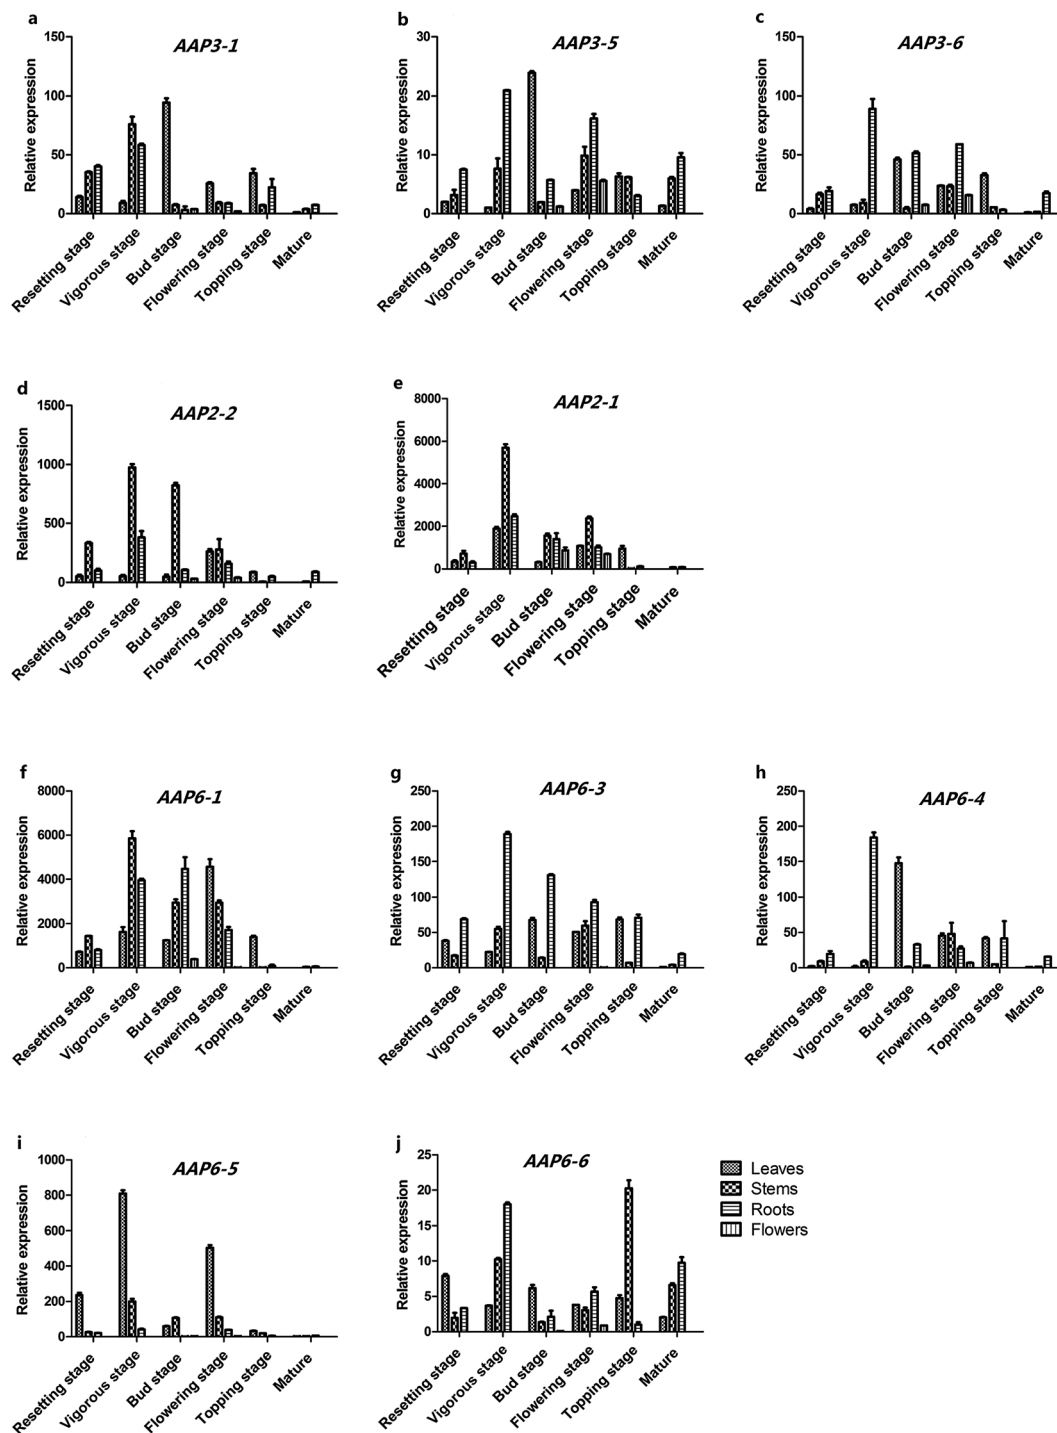 a
AAP3-1
150
100
50
0
Relative expression
Resetting stage
Vigorous stage
Bud stage
Flowering stage
Topping stage
Mature
b
AAP3-5
30
20
10
0
Relative expression
Resetting stage
Vigorous stage
Bud stage
Flowering stage
Topping stage
Mature
c
AAP3-6
150
100
50
0
Relative expression
Resetting stage
Vigorous stage
Bud stage
Flowering stage
Topping stage
Mature
d
AAP2-2
1500
1000
500
0
Relative expression
Resetting stage
Vigorous stage
Bud stage
Flowering stage
Topping stage
Mature
e
AAP2-1
8000
6000
4000
2000
0
Relative expression
Resetting stage
Vigorous stage
Bud stage
Flowering stage
Topping stage
Mature
f
AAP6-1
8000
6000
4000
2000
0
Relative expression
Resetting stage
Vigorous stage
Bud stage
Flowering stage
Topping stage
Mature
g
AAP6-3
250
200
150
100
50
0
Relative expression
Resetting stage
Vigorous stage
Bud stage
Flowering stage
Topping stage
Mature
h
AAP6-4
250
200
150
100
50
0
Relative expression
Resetting stage
Vigorous stage
Bud stage
Flowering stage
Topping stage
Mature
i
AAP6-5
1000
800
600
400
200
0
Relative expression
Resetting stage
Vigorous stage
Bud stage
Flowering stage
Topping stage
Mature
j
AAP6-6
25
20
15
10
5
0
Relative expression
Resetting stage
Vigorous stage
Bud stage
Flowering stage
Topping stage
Mature
Leaves
Stems
Roots
Flowers